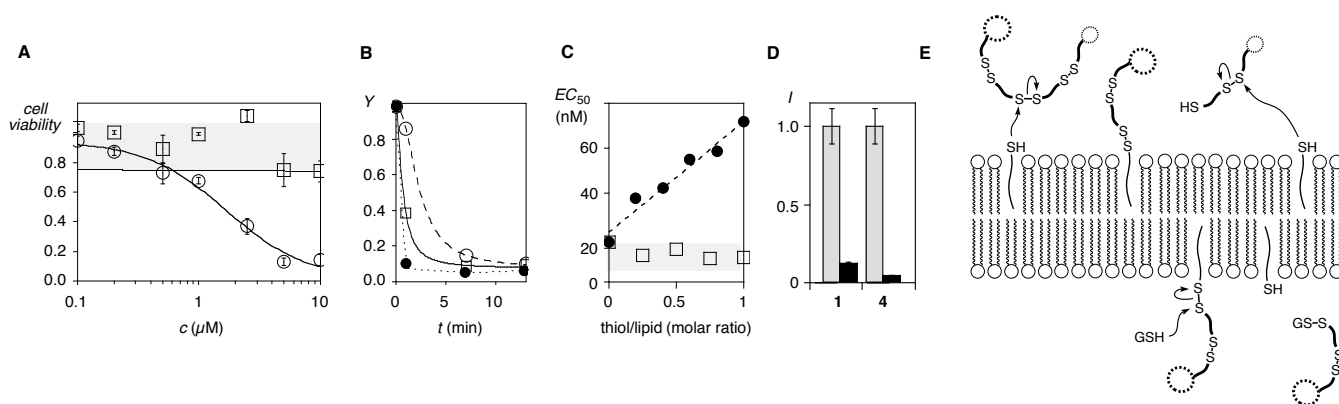 A
B
C
D
E
cell
viability
0.8
0.6
0.4
0.2
0.0
0.1
1
10
c (µM)
Y
0.8
0.6
0.4
0.2
0.0
0
5
10
t (min)
EC50
(nM)
80
60
40
20
0
0
0.5
1
thiol/lipid (molar ratio)
I
1.0
0.5
0
1
4
S
S
S
S
S–S
S
S
S
S
S
S
HS
S
S
SH
SH
SH
S
S
GSH
S
S
GS–S
S
S